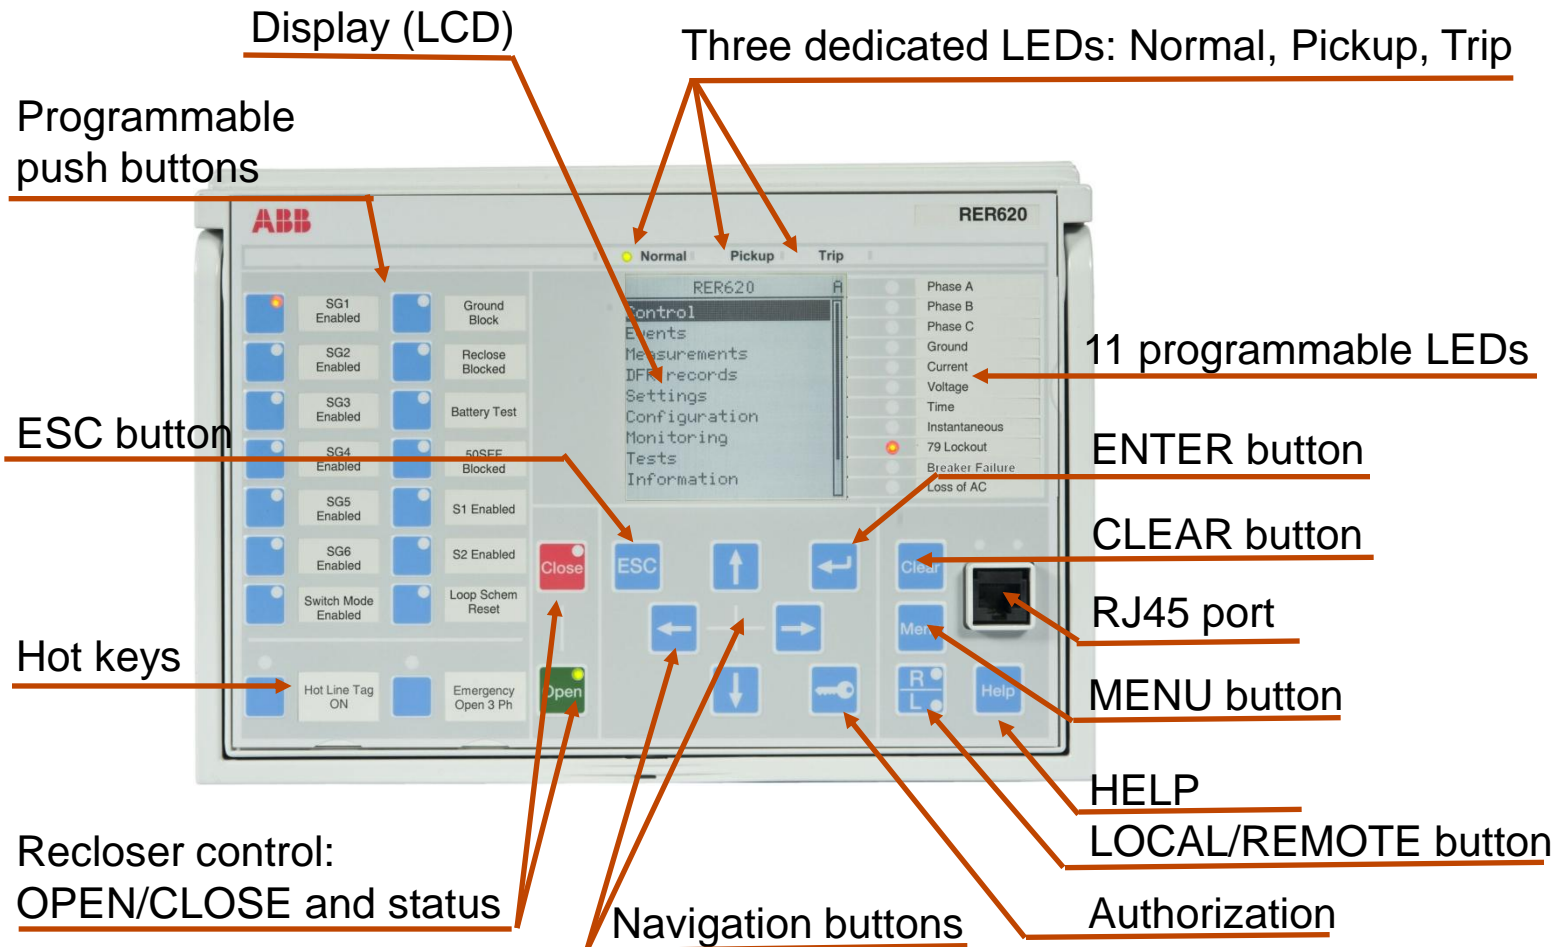 Display (LCD)
Three dedicated LEDs: Normal, Pickup, Trip
Programmable
push buttons
ABB
RER620
Normal
Pickup
Trip
RER620
A
Control
Events
Measurements
DFR records
Settings
Configuration
Monitoring
Tests
Information
Phase A
Phase B
Phase C
Ground
Current
Voltage
Time
Instantaneous
79 Lockout
Breaker Failure
Loss of AC
11 programmable LEDs
SG1
Enabled
Ground
Block
SG2
Enabled
Reclose
Blocked
SG3
Enabled
Battery Test
SG4
Enabled
50SEF
Blocked
SG5
Enabled
S1 Enabled
SG6
Enabled
S2 Enabled
Switch Mode
Enabled
Loop Schem
Reset
Hot Line Tag
ON
Emergency
Open 3 Ph
ESC button
Hot keys
Close
Open
ESC
Clear
Menu
R
L
Help
ENTER button
CLEAR button
RJ45 port
MENU button
HELP
LOCAL/REMOTE button
Authorization
Navigation buttons
Recloser control:
OPEN/CLOSE and status